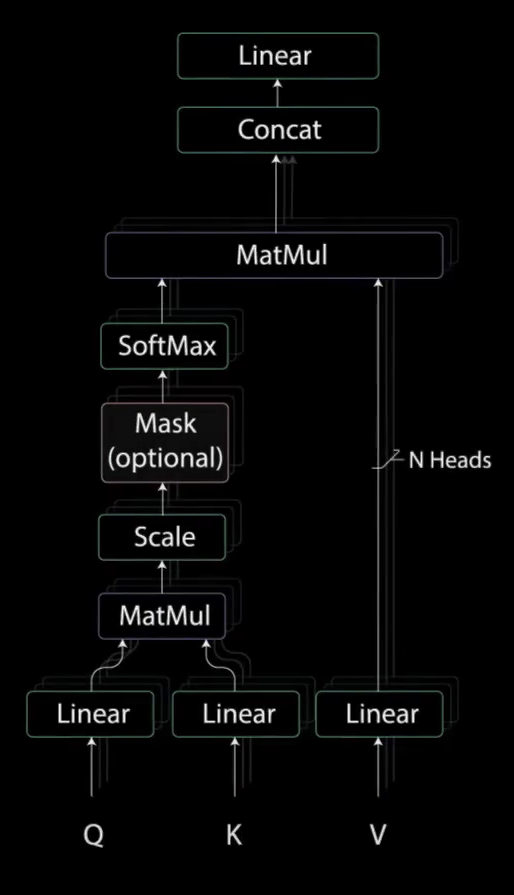 Linear
Concat
MatMul
SoftMax
Mask
(optional)
N Heads
Scale
MatMul
Linear
Linear
Linear
Q
K
V